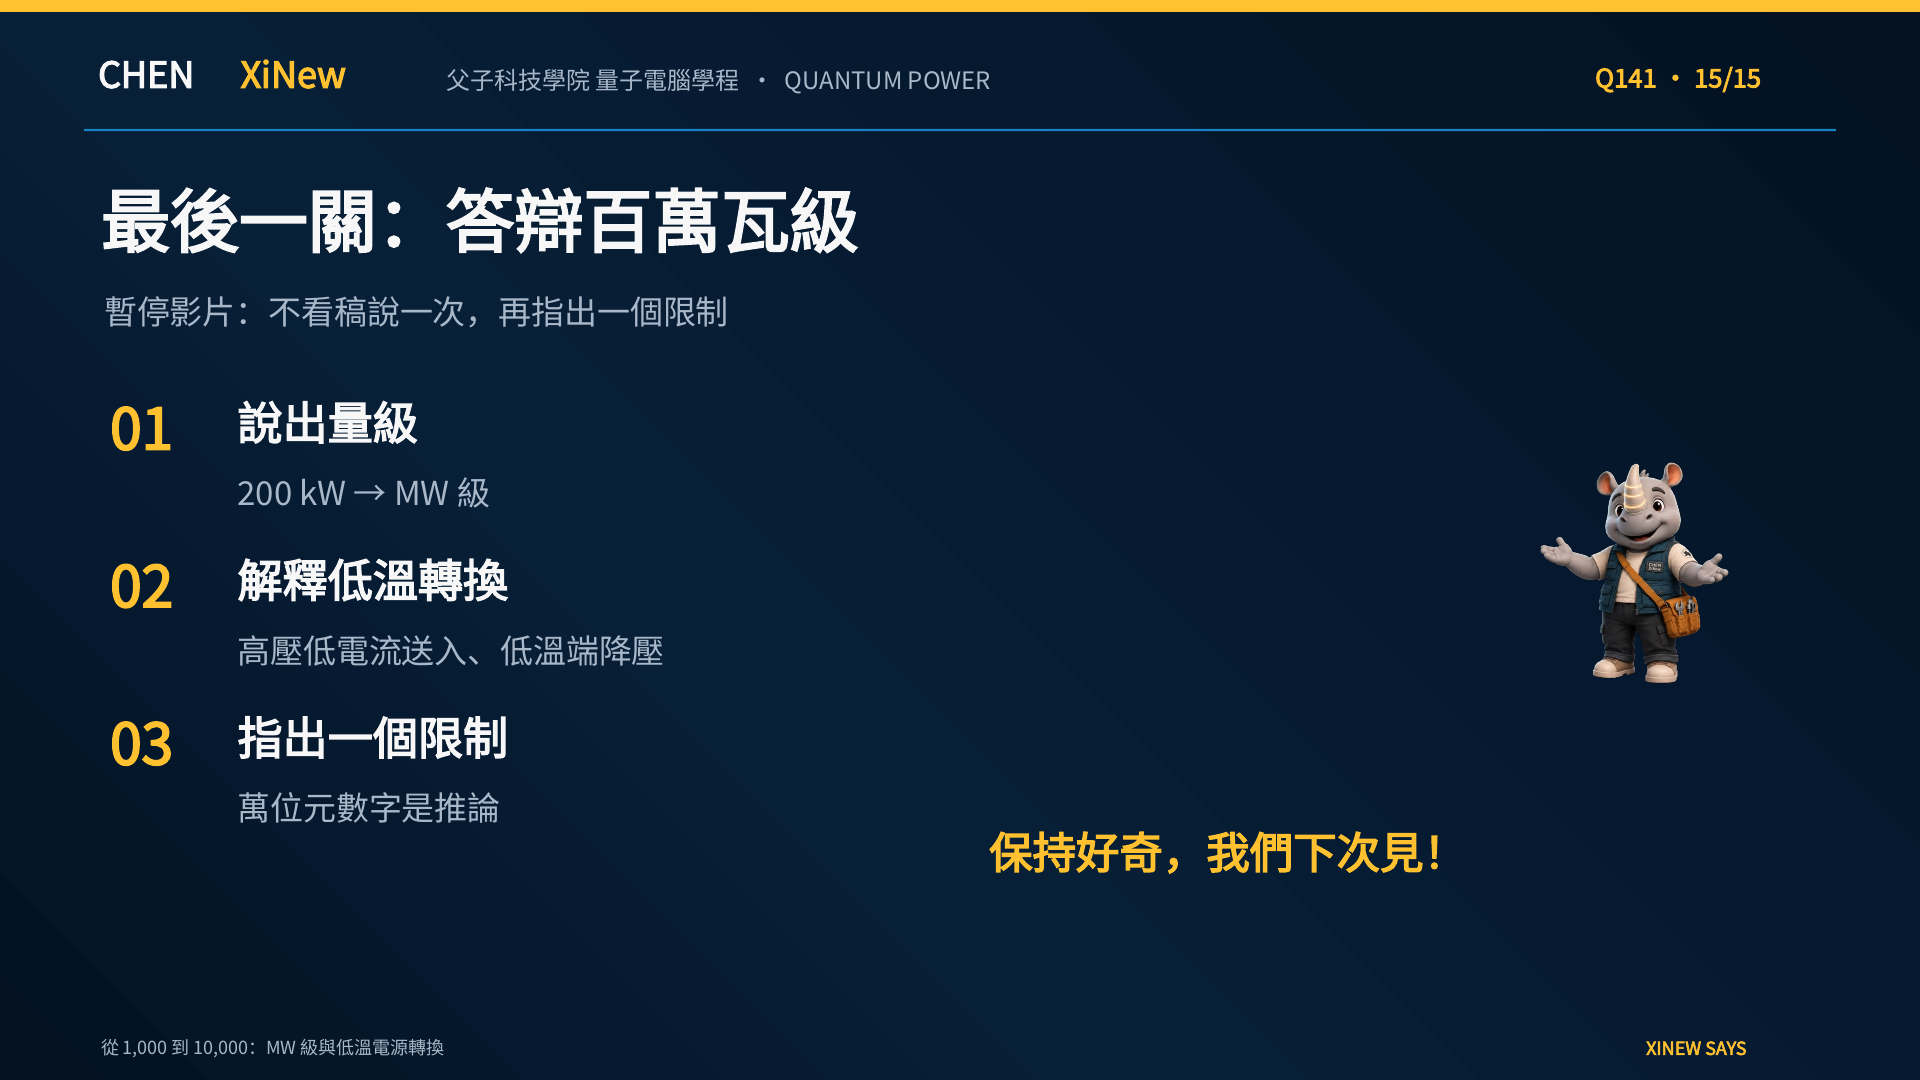 CHEN XiNew 父子科技學院 量子電腦學程 · QUANTUM POWER Q141 · 15/15
最後一關：答辯百萬瓦級
暫停影片：不看稿說一次，再指出一個限制
01 說出量級
200 kW → MW 級
02 解釋低溫轉換
高壓低電流送入、低溫端降壓
03 指出一個限制
萬位元數字是推論
保持好奇，我們下次見！
從 1,000 到 10,000：MW 級與低溫電源轉換
XINEW SAYS